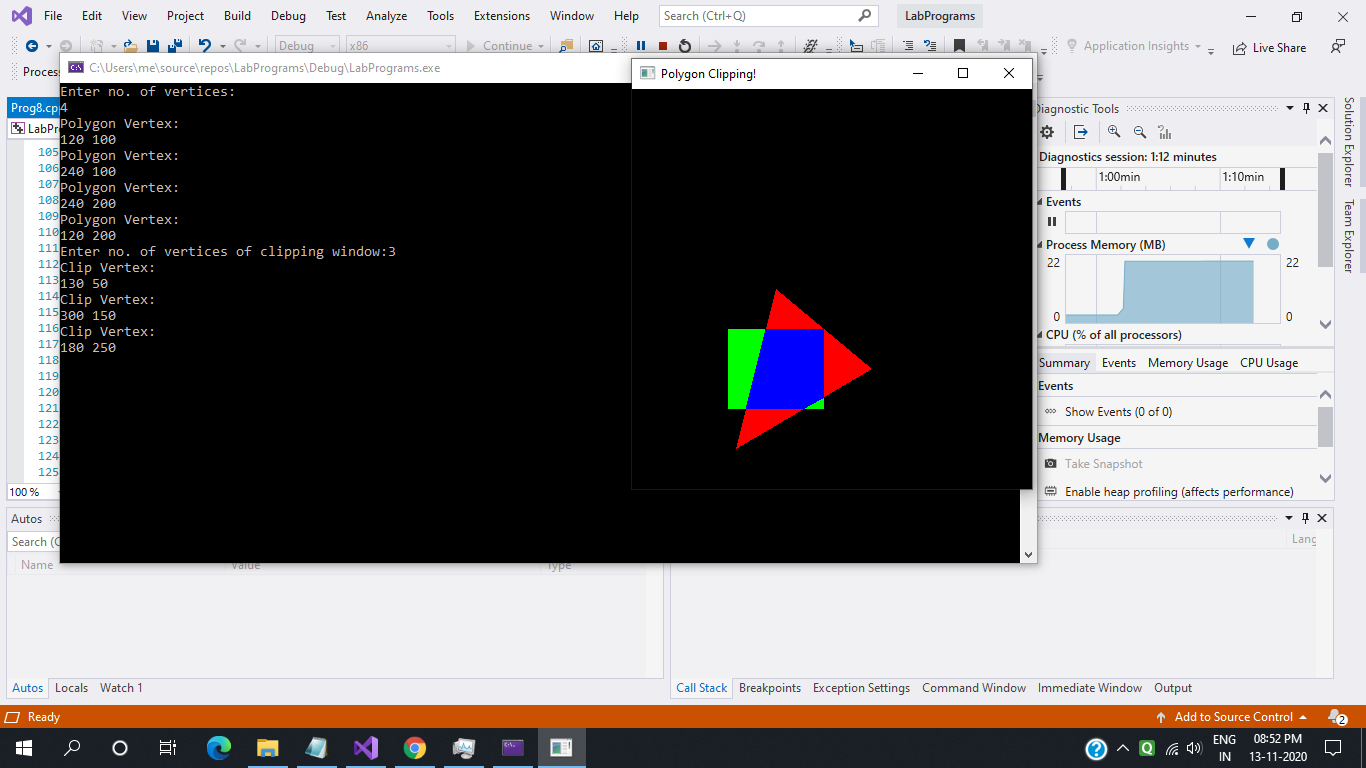 File Edit View Project Build Debug Test Analyze Tools Extensions Window Help Search (Ctrl+Q) LabPrograms
Debug x86 Continue Application Insights Live Share
Process
C:\Users\me\source\repos\LabPrograms\Debug\LabPrograms.exe
Polygon Clipping!
Prog8.cp
LabPr
105
106
107
108
109
110
111
112
113
114
115
116
117
118
119
120
121
122
123
124
125
100 %
Enter no. of vertices:
4
Polygon Vertex:
120 100
Polygon Vertex:
240 100
Polygon Vertex:
240 200
Polygon Vertex:
120 200
Enter no. of vertices of clipping window:3
Clip Vertex:
130 50
Clip Vertex:
300 150
Clip Vertex:
180 250
Diagnostic Tools
Diagnostics session: 1:12 minutes
1:00min 1:10min
Events
Process Memory (MB)
22 22
0 0
CPU (% of all processors)
Summary Events Memory Usage CPU Usage
Events
Show Events (0 of 0)
Memory Usage
Take Snapshot
Enable heap profiling (affects performance)
Solution Explorer
Team Explorer
Autos
Search (C
Name Value Type
Lang
Autos Locals Watch 1
Call Stack Breakpoints Exception Settings Command Window Immediate Window Output
Ready Add to Source Control 2
ENG 08:52 PM
IN 13-11-2020